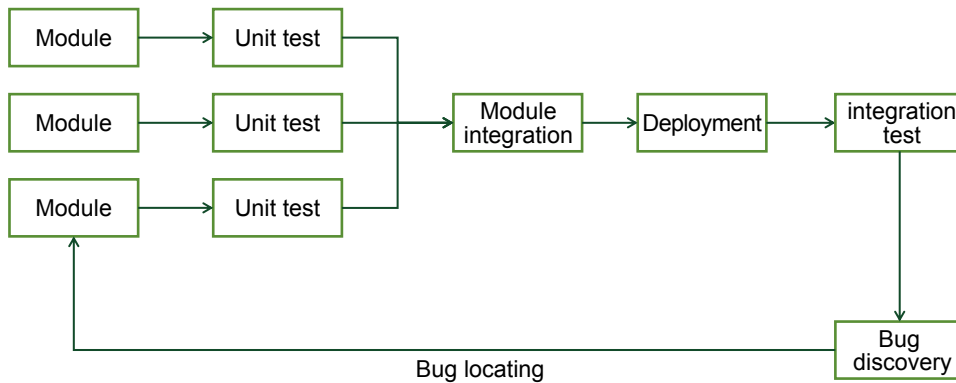 Module
Unit test
Module
Unit test
Module
integration
Deployment
integration
test
Module
Unit test
Bug
discovery
Bug locating